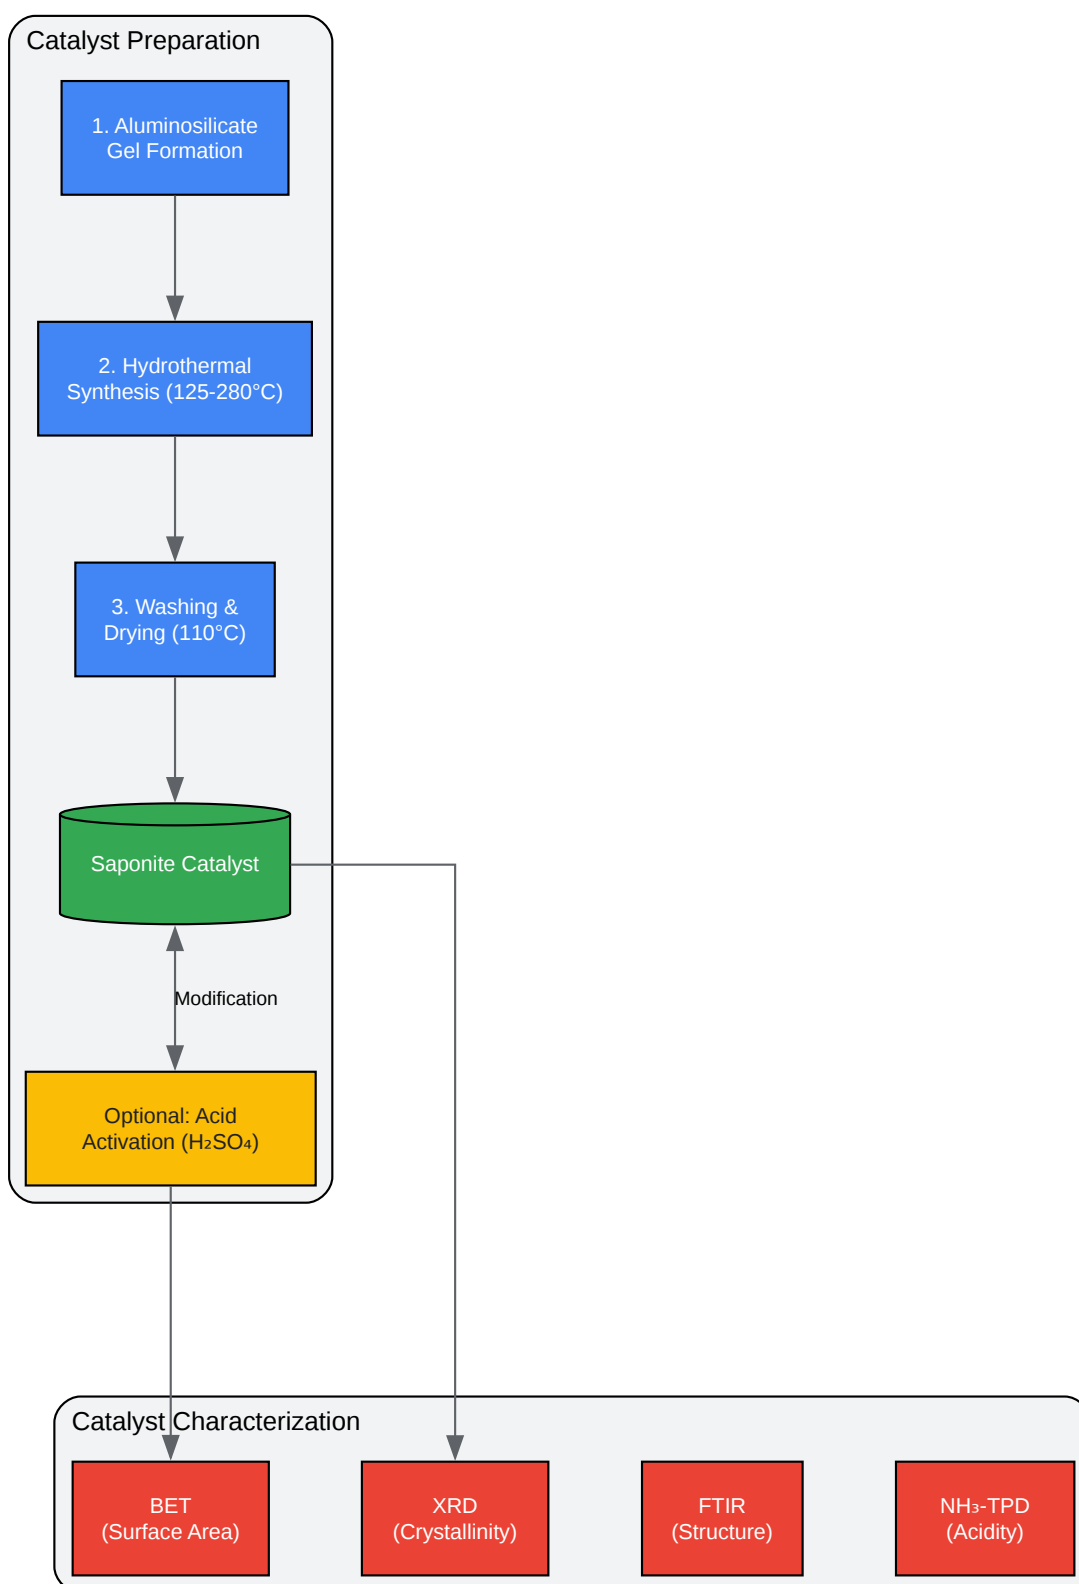 Catalyst Preparation
1. Aluminosilicate
Gel Formation
2. Hydrothermal
Synthesis (125-280°C)
3. Washing &
Drying (110°C)
Saponite Catalyst
Modification
Optional: Acid
Activation (H₂SO₄)
Catalyst Characterization
BET
(Surface Area)
XRD
(Crystallinity)
FTIR
(Structure)
NH₃-TPD
(Acidity)